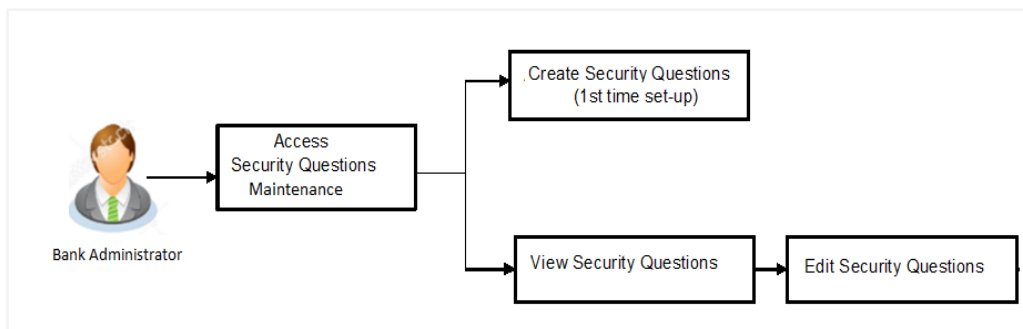 Create Security Questions
(1st time set-up)
Access
Security Questions
Maintenance
Bank Administrator
View Security Questions
Edit Security Questions